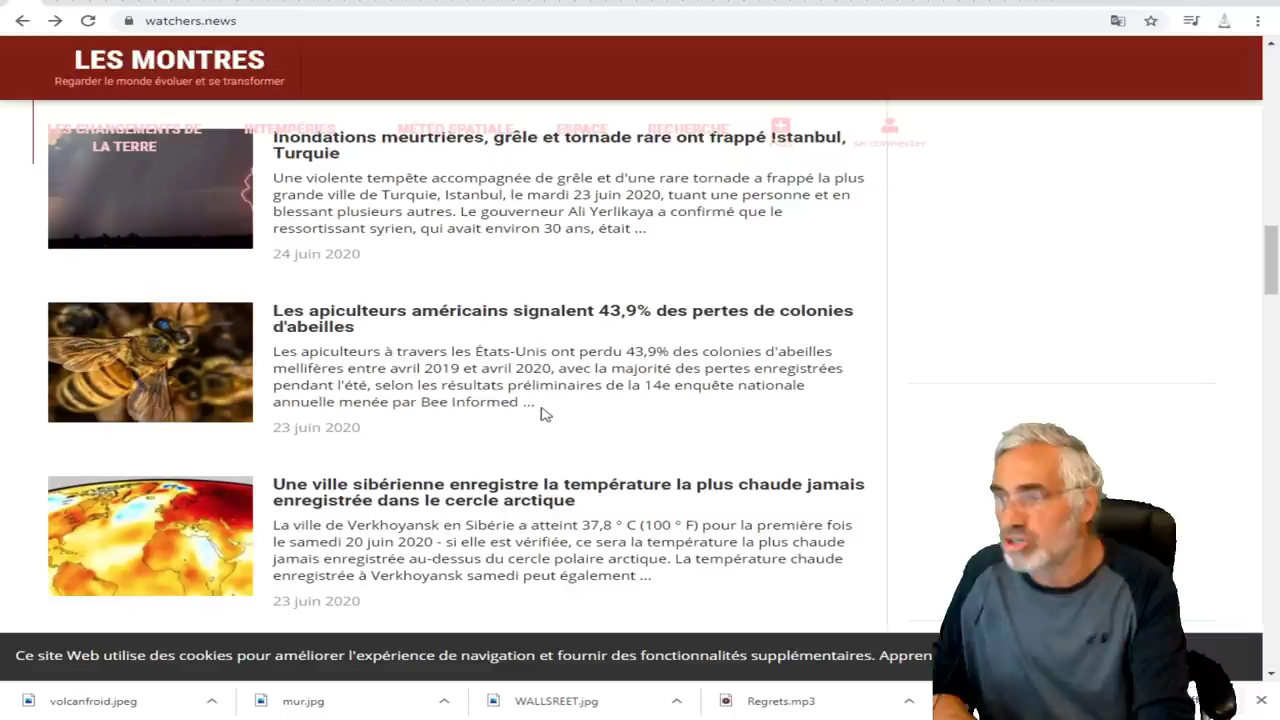 watchers.news
LES MONTRES
Regarder le monde évoluer et se transformer
LES CHANGEMENTS DE
LA TERRE
INTEMPÉRIES
MÉTÉO SPATIALE
ESPACE
RECHERCHE
se connecter
Inondations meurtrières, grêle et tornade rare ont frappé Istanbul,
Turquie
Une violente tempête accompagnée de grêle et d'une rare tornade a frappé la plus
grande ville de Turquie, Istanbul, le mardi 23 juin 2020, tuant une personne et en
blessant plusieurs autres. Le gouverneur Ali Yerlikaya a confirmé que le
ressortissant syrien, qui avait environ 30 ans, était ...
24 juin 2020
Les apiculteurs américains signalent 43,9% des pertes de colonies
d'abeilles
Les apiculteurs à travers les États-Unis ont perdu 43,9% des colonies d'abeilles
mellifères entre avril 2019 et avril 2020, avec la majorité des pertes enregistrées
pendant l'été, selon les résultats préliminaires de la 14e enquête nationale
annuelle menée par Bee Informed ...
23 juin 2020
Une ville sibérienne enregistre la température la plus chaude jamais
enregistrée dans le cercle arctique
La ville de Verkhoyansk en Sibérie a atteint 37,8 ° C (100 ° F) pour la première fois
le samedi 20 juin 2020 - si elle est vérifiée, ce sera la température la plus chaude
jamais enregistrée au-dessus du cercle polaire arctique. La température chaude
enregistrée à Verkhoyansk samedi peut également ...
23 juin 2020
Ce site Web utilise des cookies pour améliorer l'expérience de navigation et fournir des fonctionnalités supplémentaires. Appren
volcanfroid.jpeg
mur.jpg
WALLSREET.jpg
Regrets.mp3